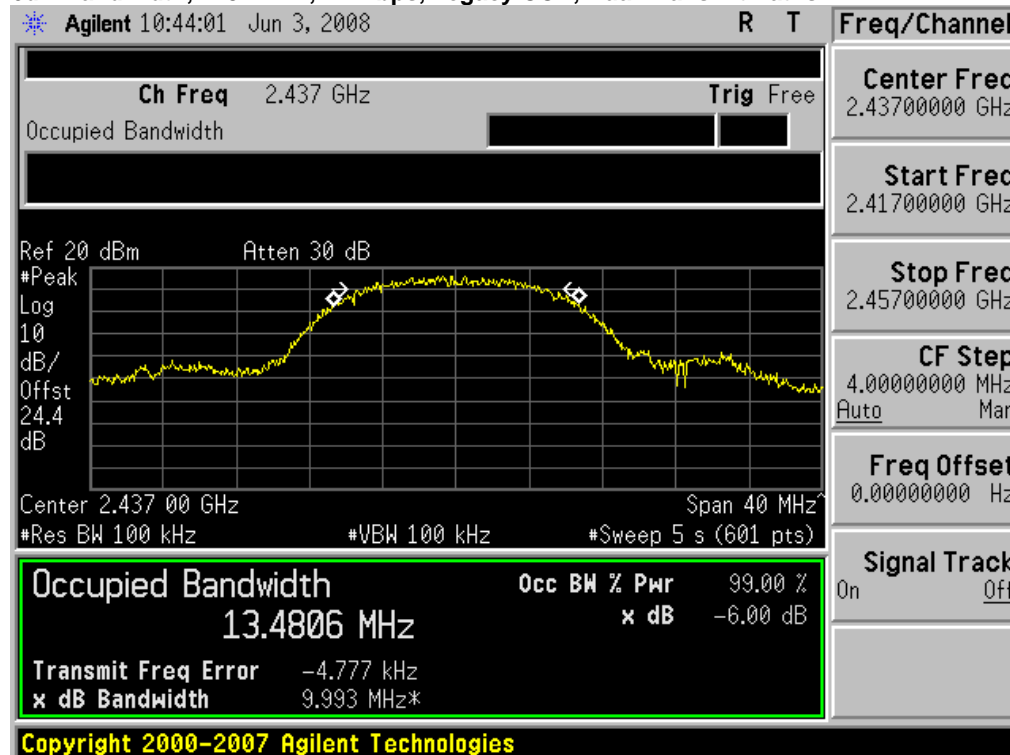 Agilent 10:44:01 Jun 3, 2008 R T
Freq/Channel
Ch Freq 2.437 GHz Trig Free
Occupied Bandwidth
Center Freq
2.43700000 GHz
Start Freq
2.41700000 GHz
Stop Freq
2.45700000 GHz
CF Step
4.00000000 MHz
Auto Man
Freq Offset
0.00000000 Hz
Signal Track
On Off
Ref 20 dBm Atten 30 dB
#Peak
Log
10
dB/
Offst
24.4
dB
Center 2.437 00 GHz Span 40 MHz^
#Res BW 100 kHz #VBW 100 kHz #Sweep 5 s (601 pts)
Occupied Bandwidth Occ BW % Pwr 99.00 %
13.4806 MHz x dB -6.00 dB
Transmit Freq Error -4.777 kHz
x dB Bandwidth 9.993 MHz*
Copyright 2000-2007 Agilent Technologies